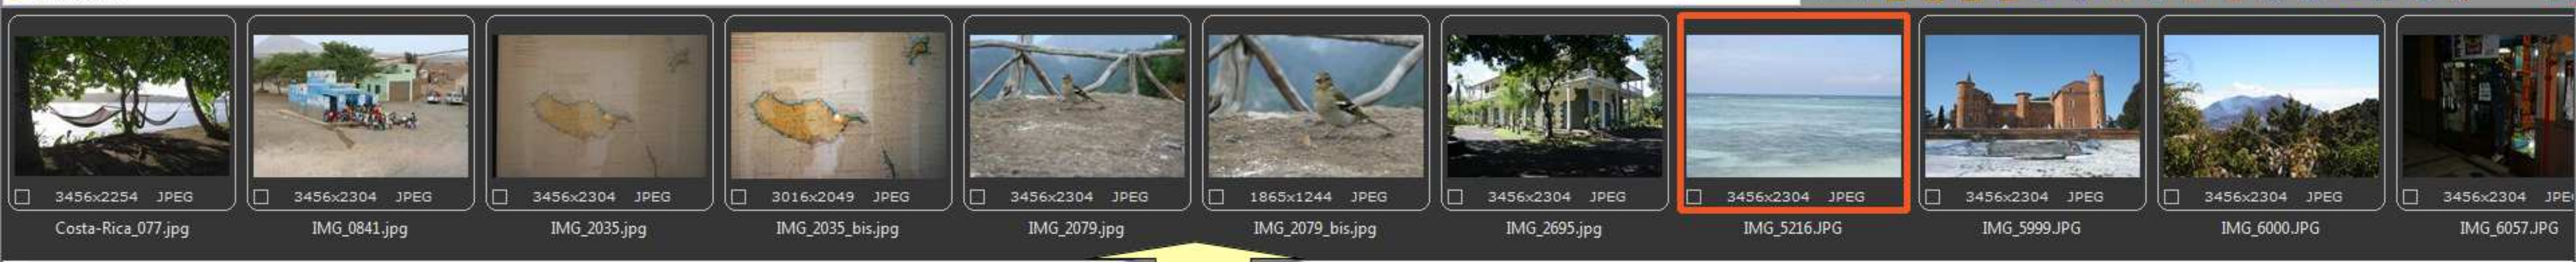 3456x2254 JPEG
Costa-Rica_077.jpg
3456x2304 JPEG
IMG_0841.jpg
3456x2304 JPEG
IMG_2035.jpg
3016x2049 JPEG
IMG_2035_bis.jpg
3456x2304 JPEG
IMG_2079.jpg
1865x1244 JPEG
IMG_2079_bis.jpg
3456x2304 JPEG
IMG_2695.jpg
3456x2304 JPEG
IMG_5216.JPG
3456x2304 JPEG
IMG_5999.JPG
3456x2304 JPEG
IMG_6000.JPG
3456x2304 JPE
IMG_6057.JPG